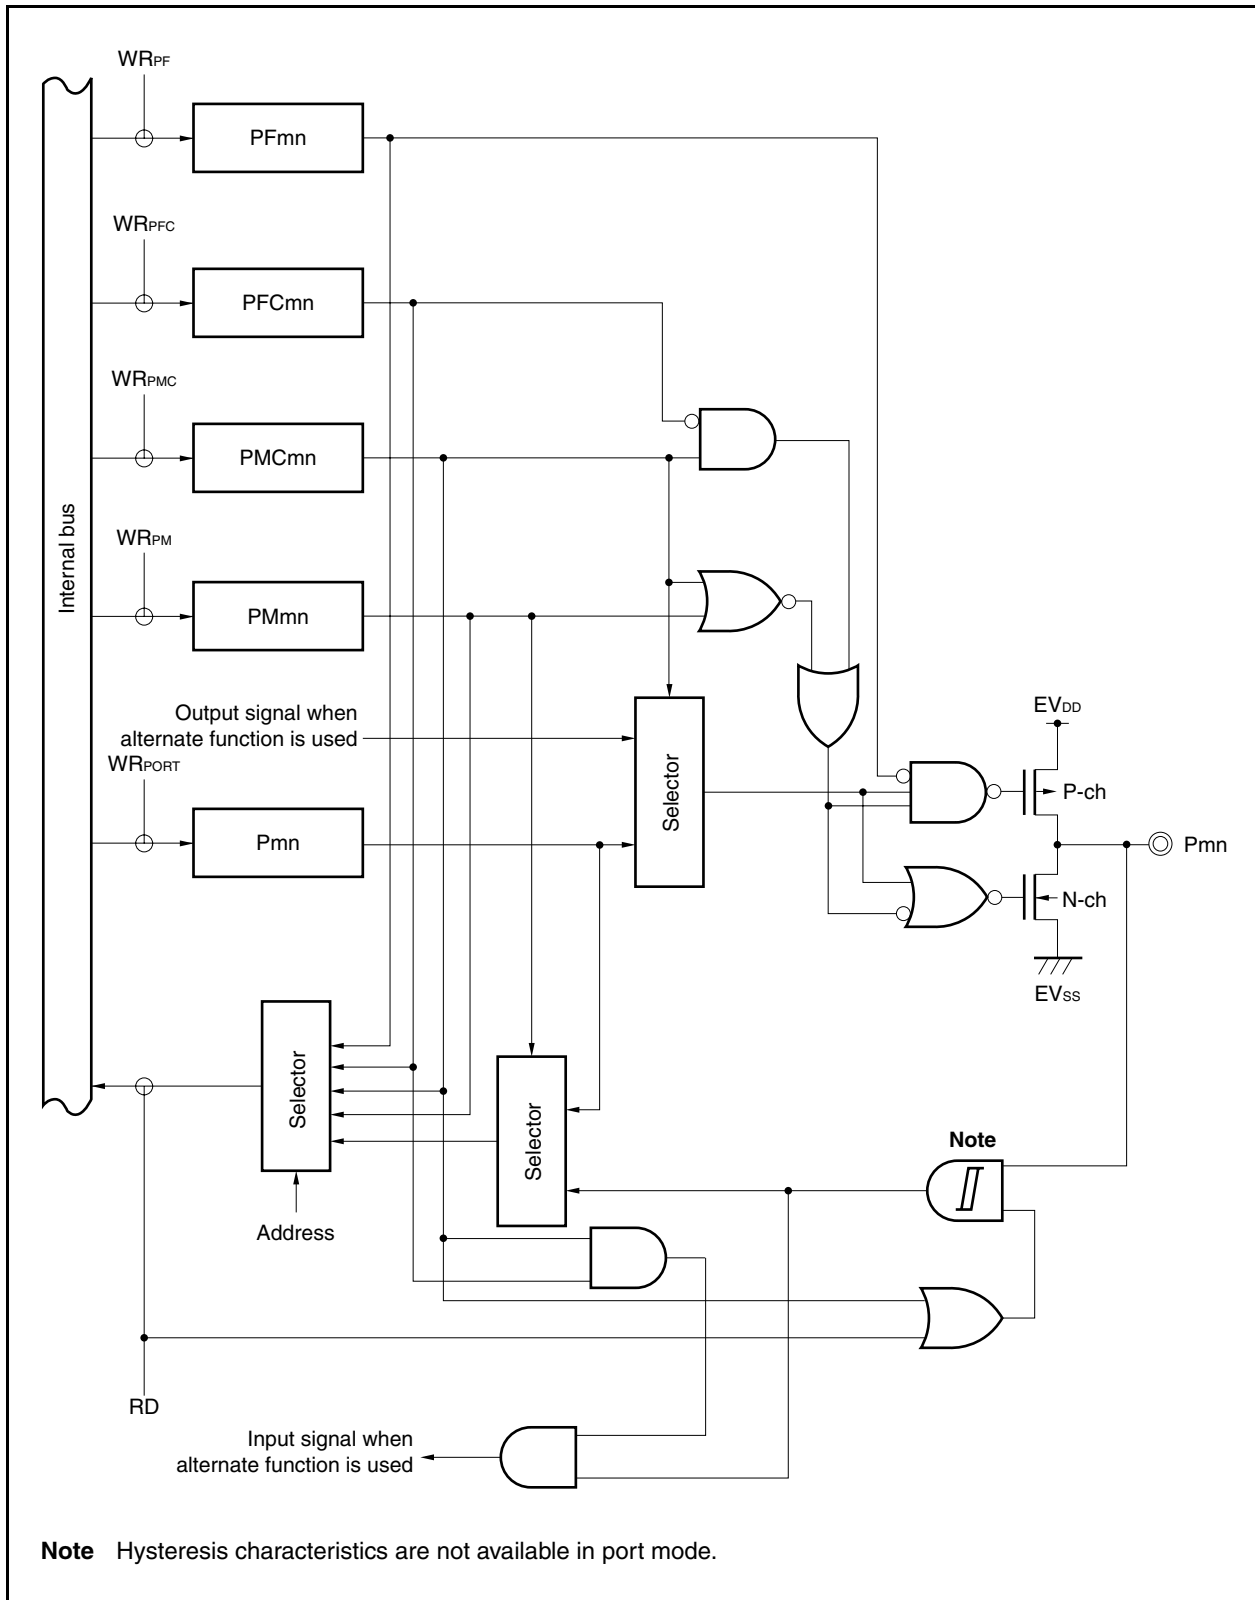 WRPF
PFmn
WRPFC
PFCmn
WRPMC
PMCmn
Internal bus
WRPM
PMmn
Output signal when
alternate function is used
WRPORT
Pmn
Selector
EVDD
P-ch
Pmn
N-ch
EVSS
Selector
Selector
Note
Address
RD
Input signal when
alternate function is used
Note Hysteresis characteristics are not available in port mode.